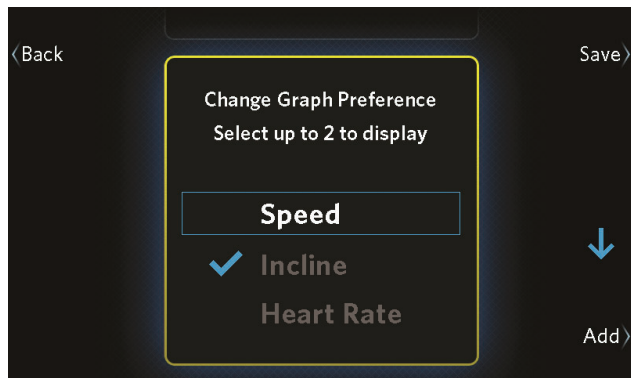 Back
Save
Change Graph Preference
Select up to 2 to display
Speed
Incline
Heart Rate
Add